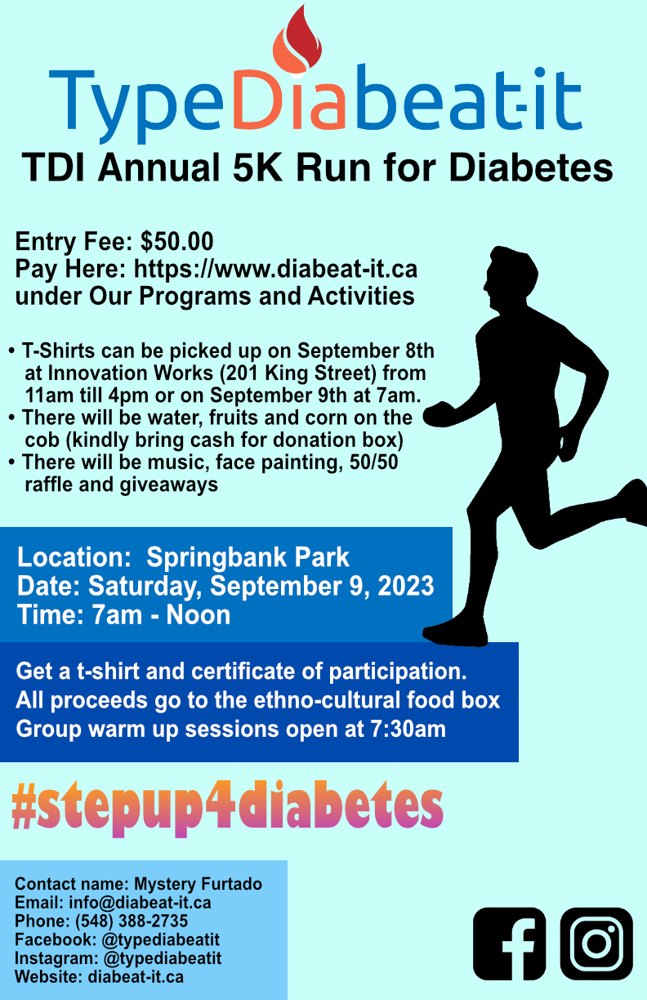 TypeDiabeat-it
TDI Annual 5K Run for Diabetes
Entry Fee: $50.00
Pay Here: https://www.diabeat-it.ca
under Our Programs and Activities
• T-Shirts can be picked up on September 8th
at Innovation Works (201 King Street) from
11am till 4pm or on September 9th at 7am.
• There will be water, fruits and corn on the
cob (kindly bring cash for donation box)
• There will be music, face painting, 50/50
raffle and giveaways
Location:  Springbank Park
Date: Saturday, September 9, 2023
Time: 7am - Noon
Get a t-shirt and certificate of participation.
All proceeds go to the ethno-cultural food box
Group warm up sessions open at 7:30am
#stepup4diabetes
Contact name: Mystery Furtado
Email: info@diabeat-it.ca
Phone: (548) 388-2735
Facebook: @typediabeatit
Instagram: @typediabeatit
Website: diabeat-it.ca